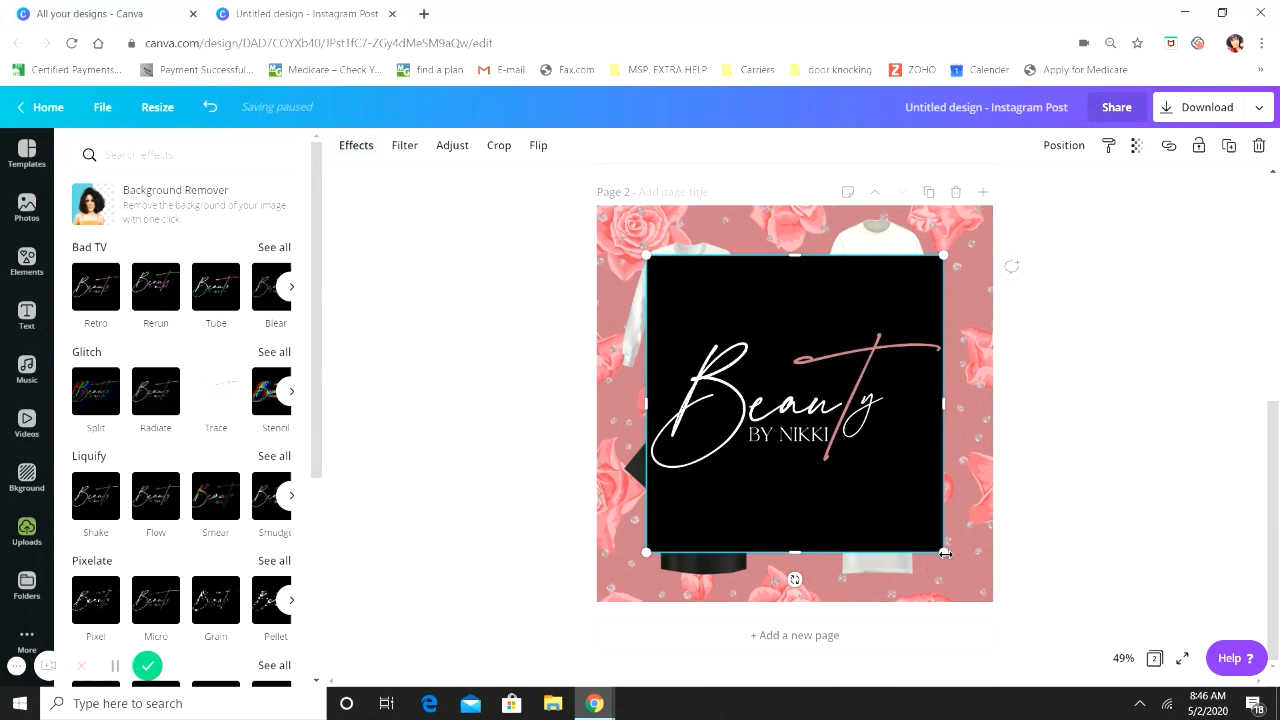 All your designs - Canva
Untitled design - Instagram Post
canva.com/design/DAD7COYXb40/JPstTfC7-ZGy4dMeSM9aQw/edit
Certified Payments...
Payment Successful...
Medicare – Check Y...
find a plan
E-mail
Fax.com
MSP. EXTRA HELP
Carriers
door knocking
ZOHO
Calender
Apply for Medicare
Home
File
Resize
Saving paused
Untitled design - Instagram Post
Share
Download
Templates
Photos
Elements
Text
Music
Videos
Bkground
Uploads
Folders
More
Search effects
Background Remover
Remove the background of your image
with one click.
Bad TV
See all
Retro
Rerun
Tube
Blear
Glitch
See all
Split
Radiate
Trace
Stencil
Liquify
See all
Shake
Flow
Smear
Smudge
Pixelate
See all
Pixel
Micro
Grain
Pellet
See all
Effects
Filter
Adjust
Crop
Flip
Position
Page 2 - Add page title
Beauty
BY NIKKI
+ Add a new page
49%
2
Help ?
Type here to search
8:46 AM
5/2/2020
18